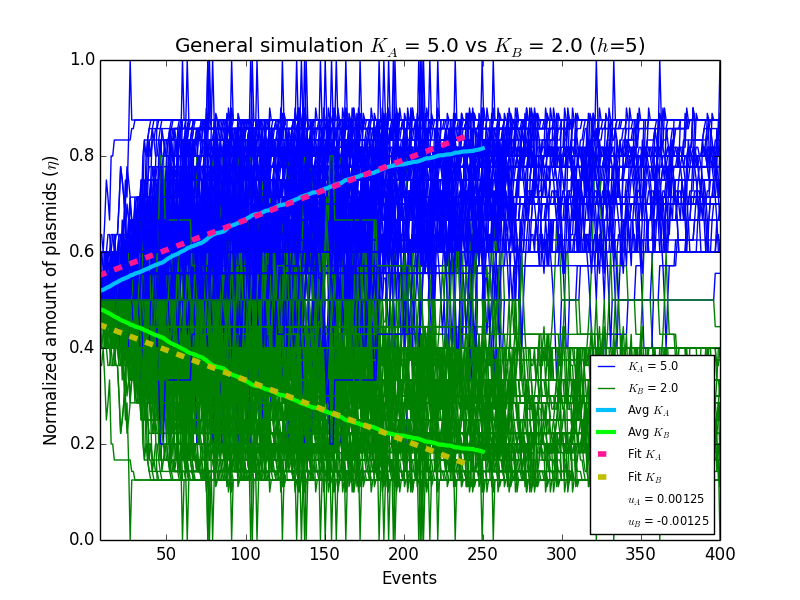 General simulation K_A = 5.0 vs K_B = 2.0 (h=5)
Normalized amount of plasmids (η)
1.0
0.8
0.6
0.4
0.2
0.0
K_A = 5.0
K_B = 2.0
Avg K_A
Avg K_B
Fit K_A
Fit K_B
u_A = 0.00125
u_B = -0.00125
50 100 150 200 250 300 350 400
Events